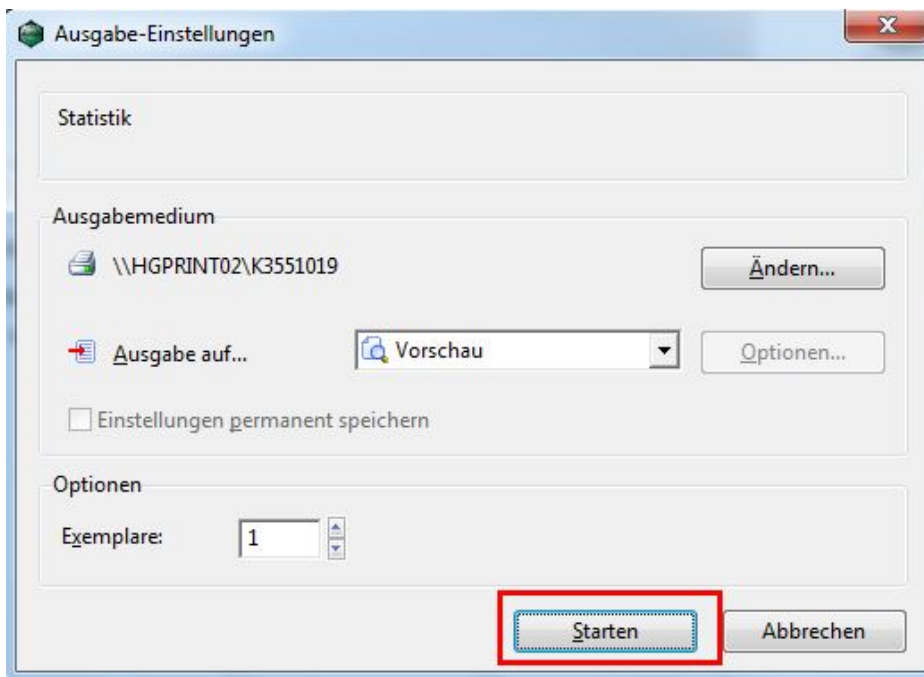 Ausgabe-Einstellungen
Statistik
Ausgabemedium
\\HGPRINT02\K3551019
Ändern...
Ausgabe auf...
Vorschau
Optionen...
Einstellungen permanent speichern
Optionen
Exemplare:
1
Starten
Abbrechen